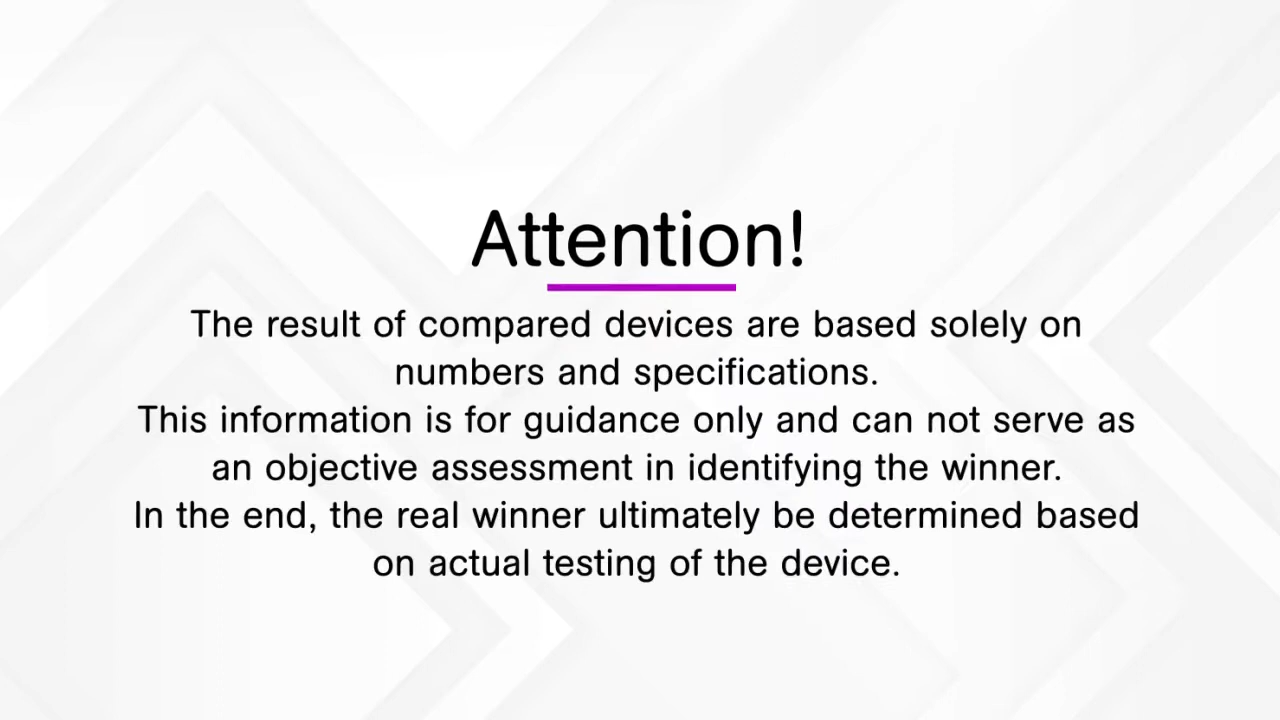 Attention!
The result of compared devices are based solely on
numbers and specifications.
This information is for guidance only and can not serve as
an objective assessment in identifying the winner.
In the end, the real winner ultimately be determined based
on actual testing of the device.